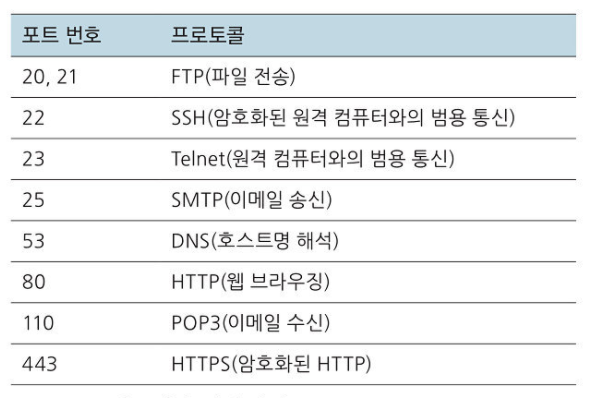 포트 번호 프로토콜
20, 21 FTP(파일 전송)
22 SSH(암호화된 원격 컴퓨터와의 범용 통신)
23 Telnet(원격 컴퓨터와의 범용 통신)
25 SMTP(이메일 송신)
53 DNS(호스트명 해석)
80 HTTP(웹 브라우징)
110 POP3(이메일 수신)
443 HTTPS(암호화된 HTTP)